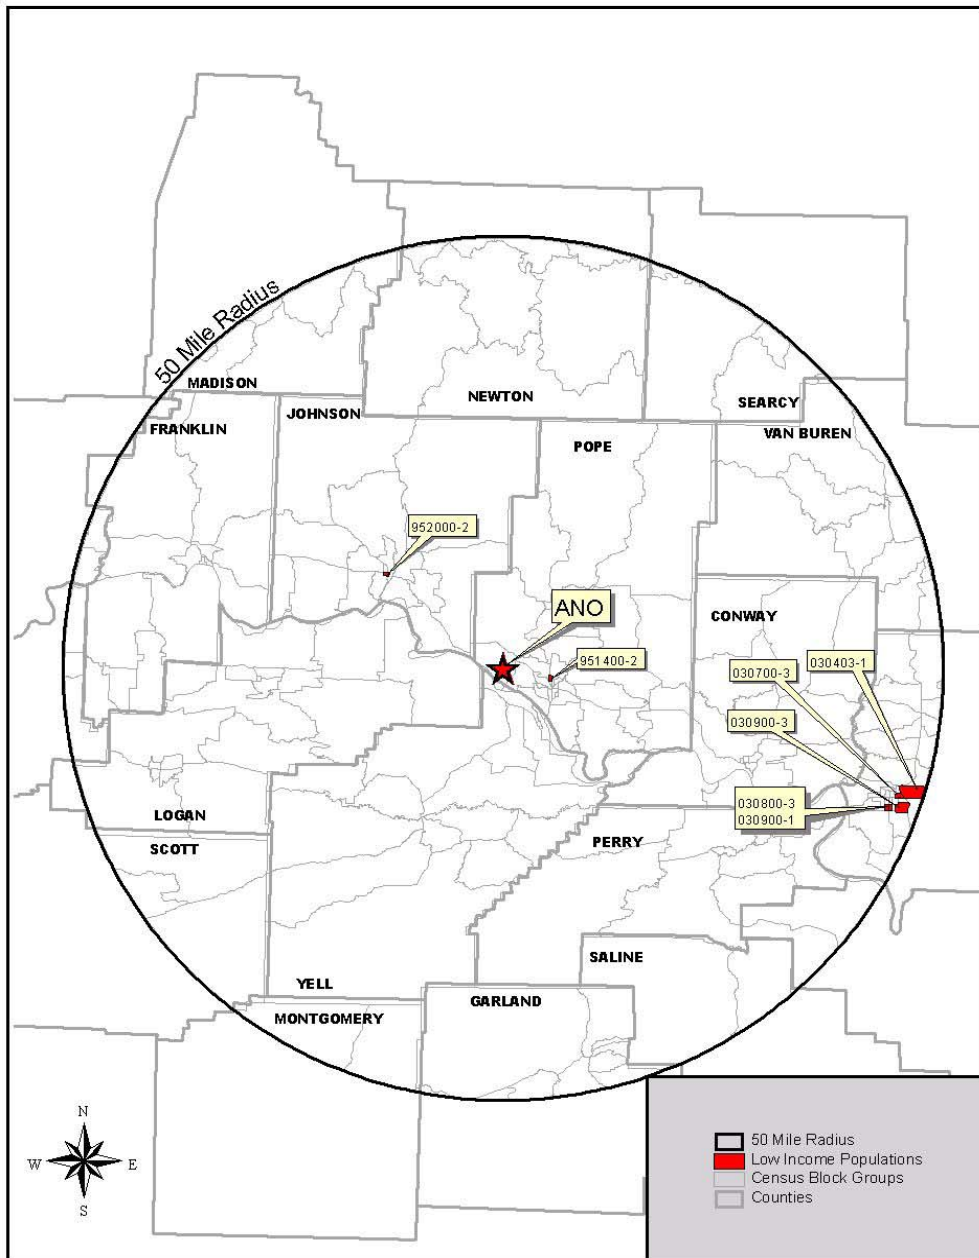 50 Mile Radius
MADISON
NEWTON
SEARCY
JOHNSON
FRANKLIN
VAN BUREN
POPE
952000-2
ANO
CONWAY
951400-2
030700-3
030403-1
030900-3
030800-3
030900-1
LOGAN
SCOTT
PERRY
SALINE
YELL
GARLAND
MONTGOMERY
N
W
E
S
50 Mile Radius
Low Income Populations
Census Block Groups
Counties